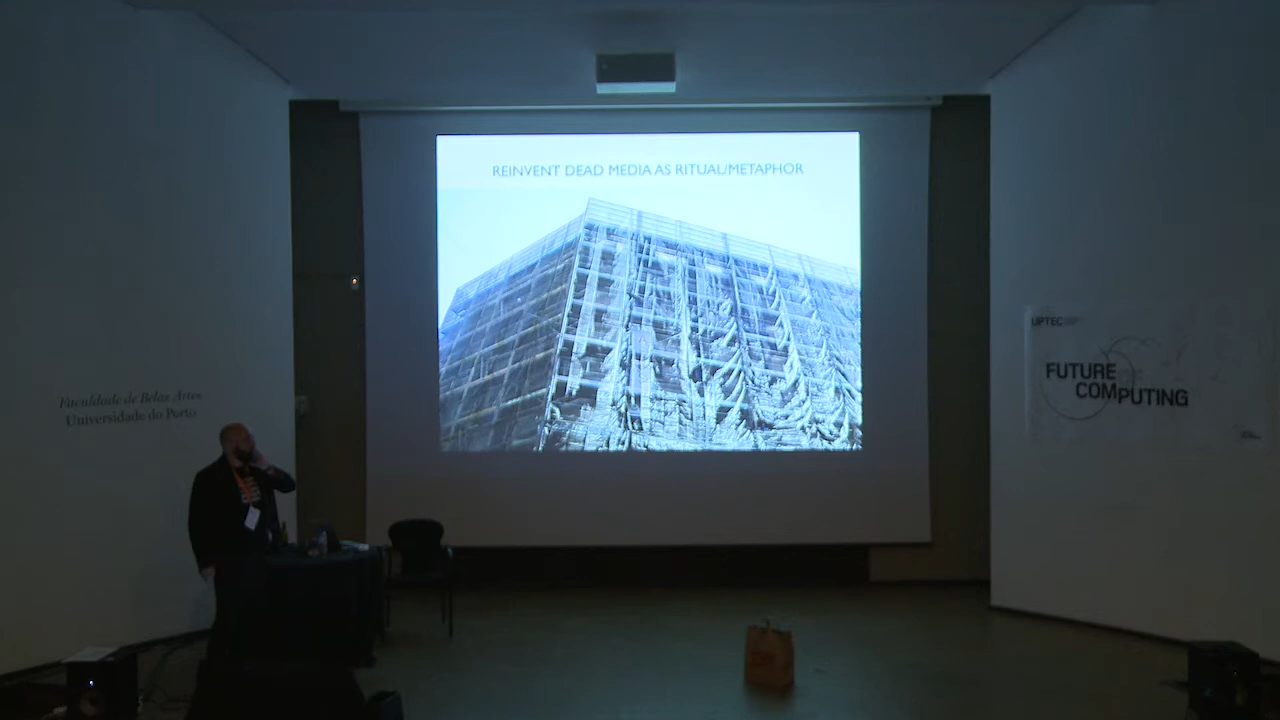 REINVENT DEAD MEDIA AS RITUAL/METAPHOR
Faculdade de Belas Artes
Universidade do Porto
UPTEC
FUTURE
COMPUTING